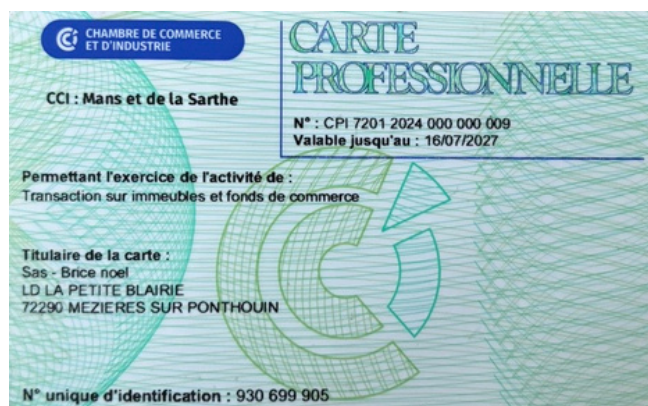 CHAMBRE DE COMMERCE
ET D'INDUSTRIE
CARTE
PROFESSIONNELLE
CCI : Mans et de la Sarthe
N° : CPI 7201 2024 000 000 009
Valable jusqu'au : 16/07/2027
Permettant l'exercice de l'activité de :
Transaction sur immeubles et fonds de commerce
Titulaire de la carte :
Sas - Brice noel
LD LA PETITE BLAIRIE
72290 MEZIERES SUR PONTHOUIN
N° unique d'identification : 930 699 905